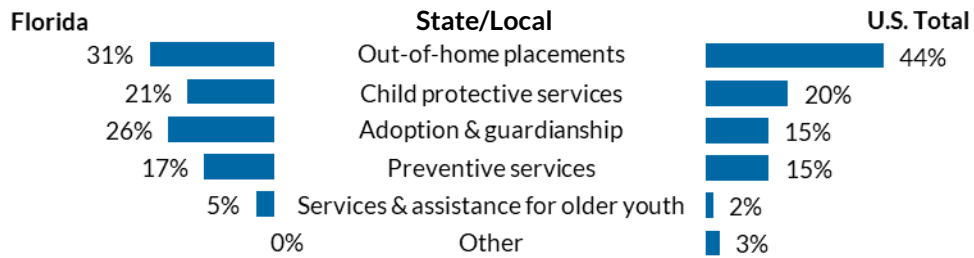 Florida State/Local U.S. Total
31% Out-of-home placements 44%
21% Child protective services 20%
26% Adoption & guardianship 15%
17% Preventive services 15%
5% Services & assistance for older youth 2%
0% Other 3%